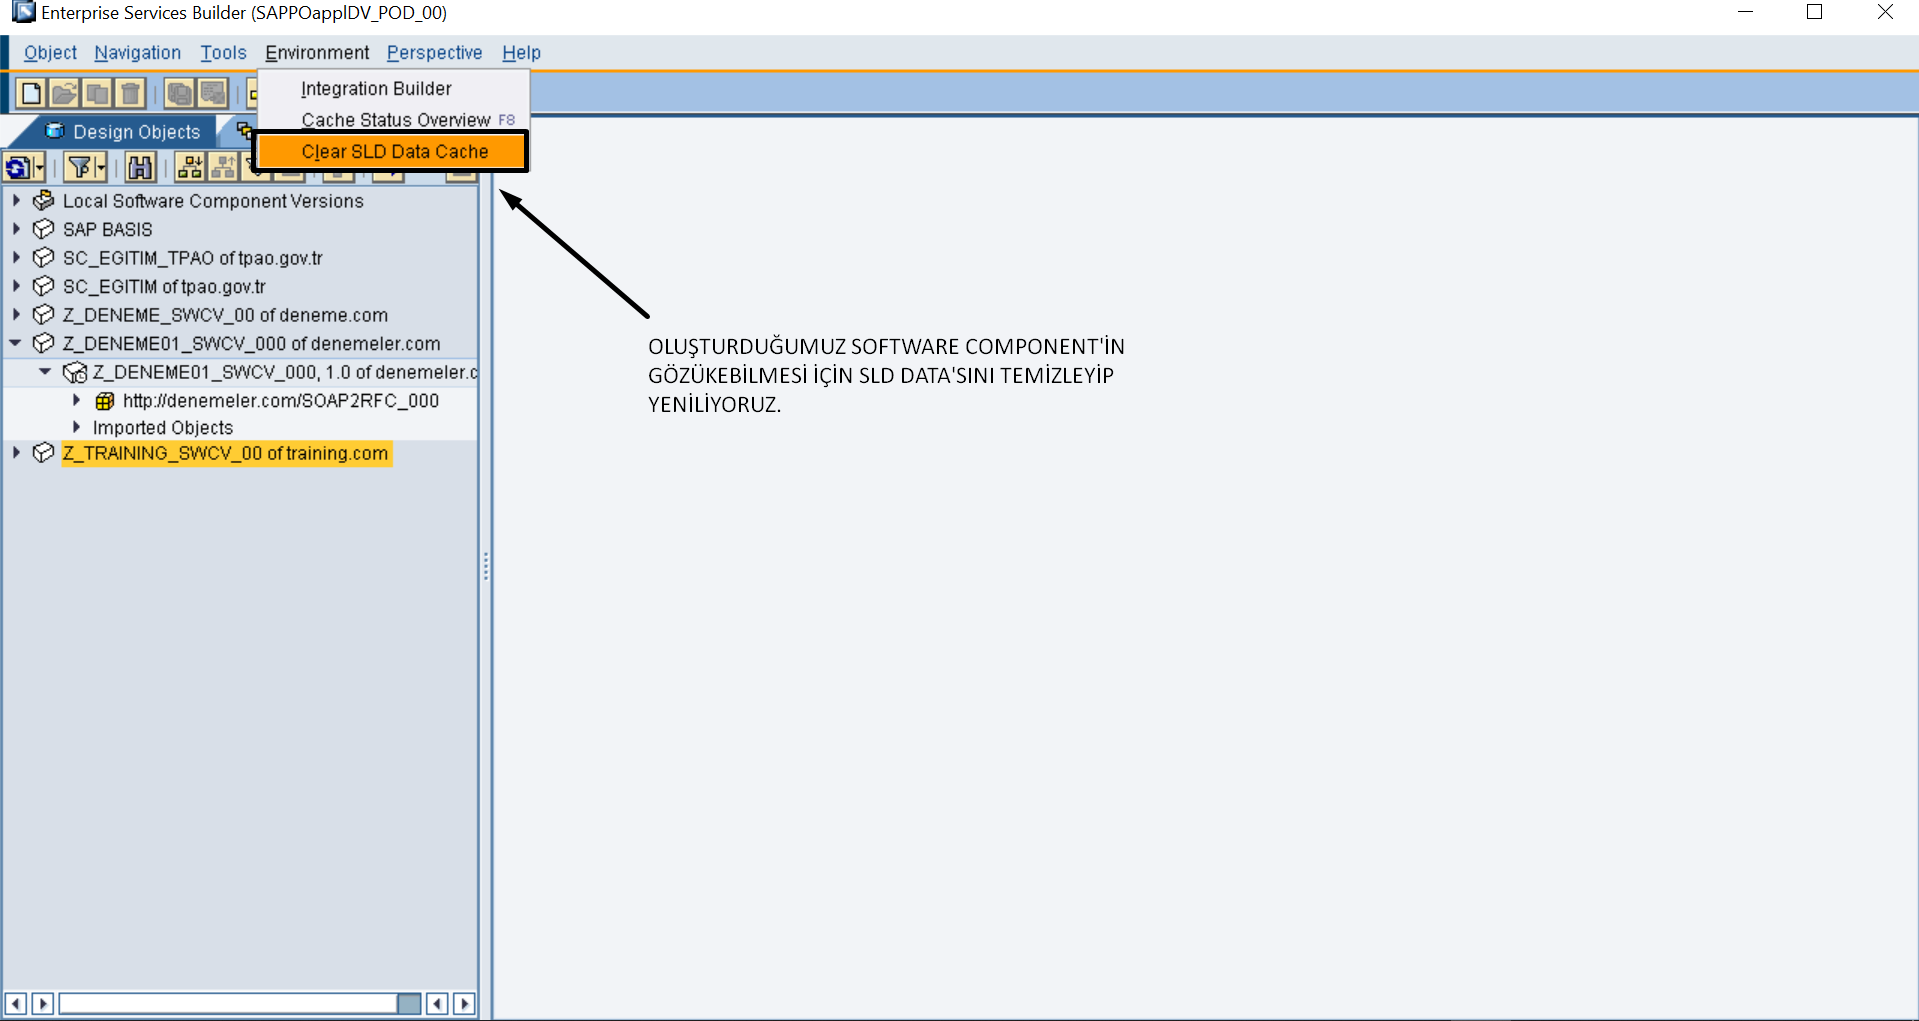 Enterprise Services Builder (SAPPOapplDV_POD_00)
Object Navigation Tools Environment Perspective Help
Integration Builder
Cache Status Overview F8
Clear SLD Data Cache
Design Objects
Local Software Component Versions
SAP BASIS
SC_EGITIM_TPAO of tpao.gov.tr
SC_EGITIM of tpao.gov.tr
Z_DENEME_SWCV_00 of deneme.com
Z_DENEME01_SWCV_000 of denemeler.com
Z_DENEME01_SWCV_000, 1.0 of denemeler.c
http://denemeler.com/SOAP2RFC_000
Imported Objects
Z_TRAINING_SWCV_00 of training.com
OLUŞTURDUĞUMUZ SOFTWARE COMPONENT'İN
GÖZÜKEBİLMESİ İÇİN SLD DATA'SINI TEMİZLEYİP
YENİLİYORUZ.